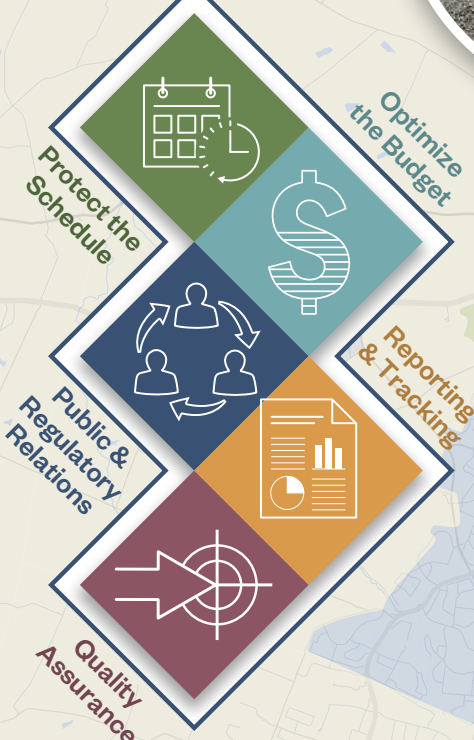 Optimize
the Budget
Protect the
Schedule
Reporting
& Tracking
Public &
Regulatory
Relations
Quality
Assurance
$